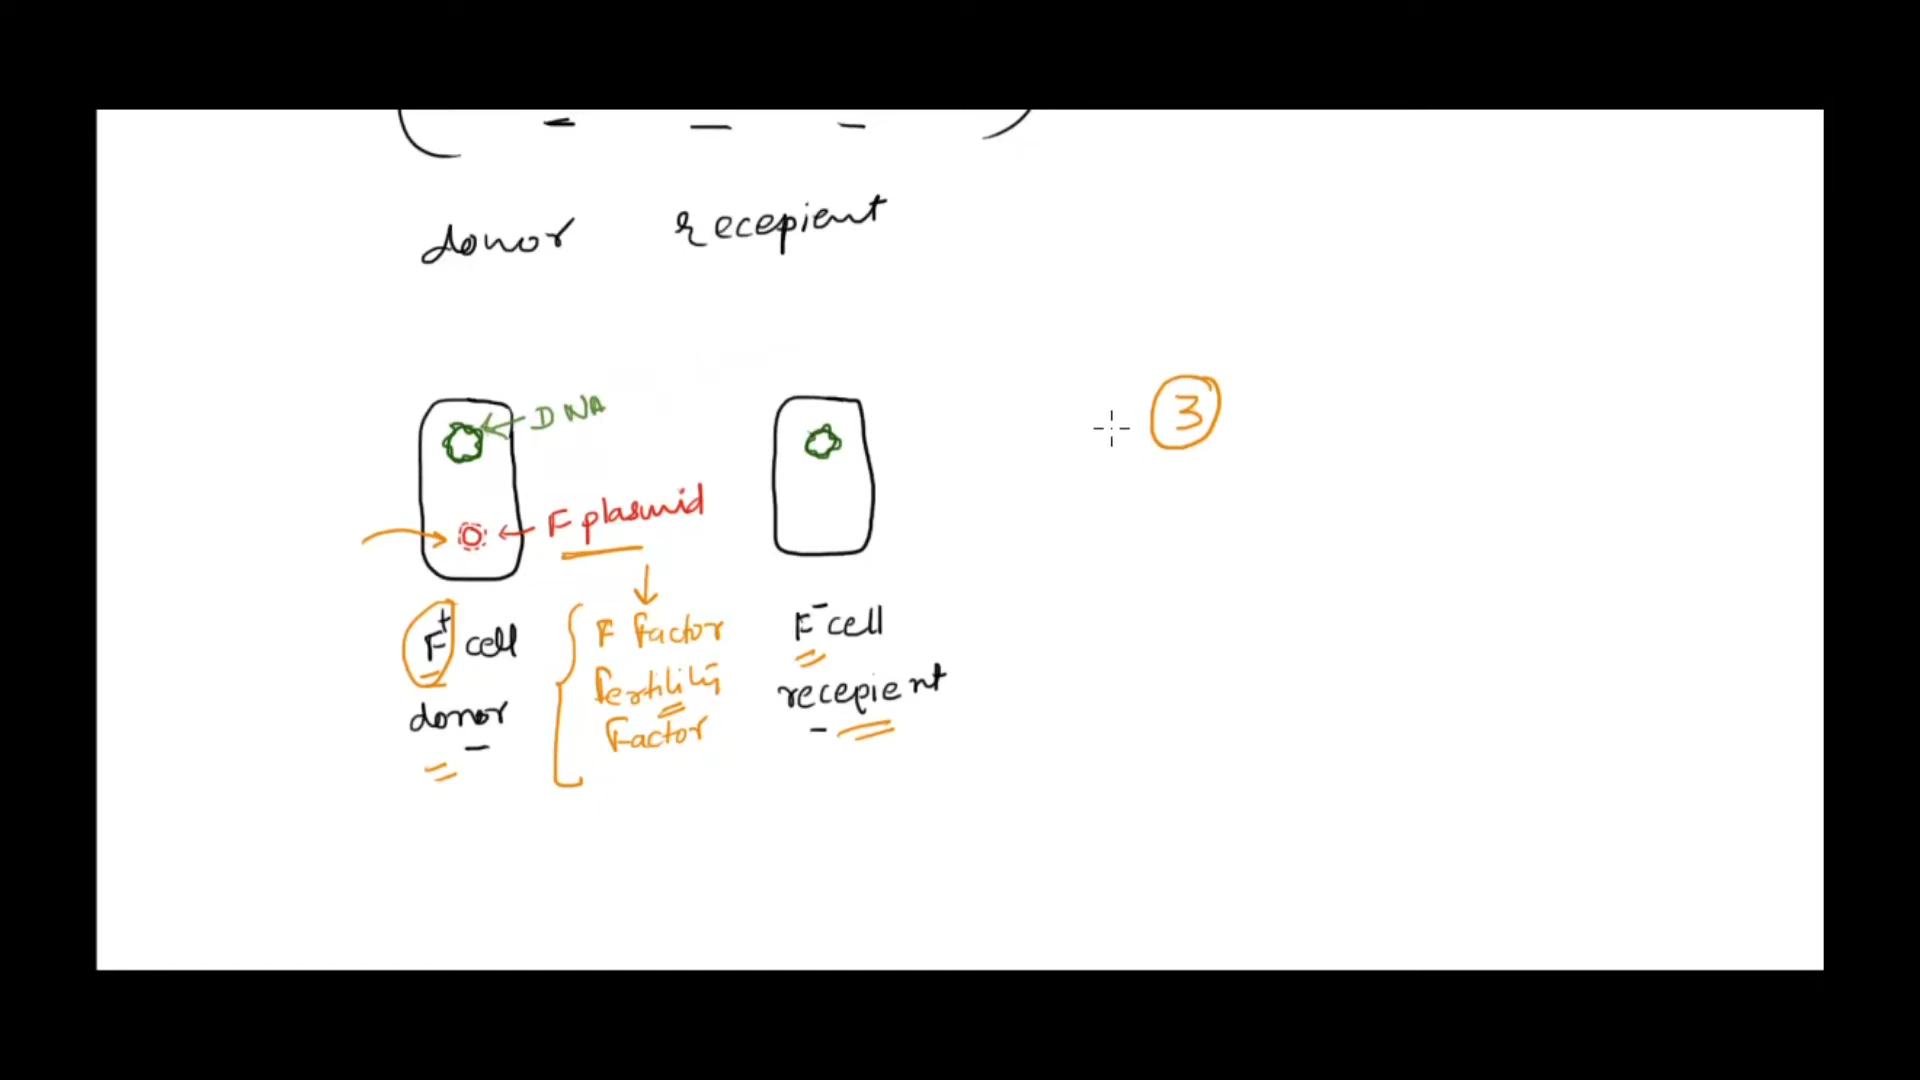 donor recepient
DNA
3
F plasmid
F⁺ cell
donor
F Factor
fertility
Factor
F⁻ cell
recepient